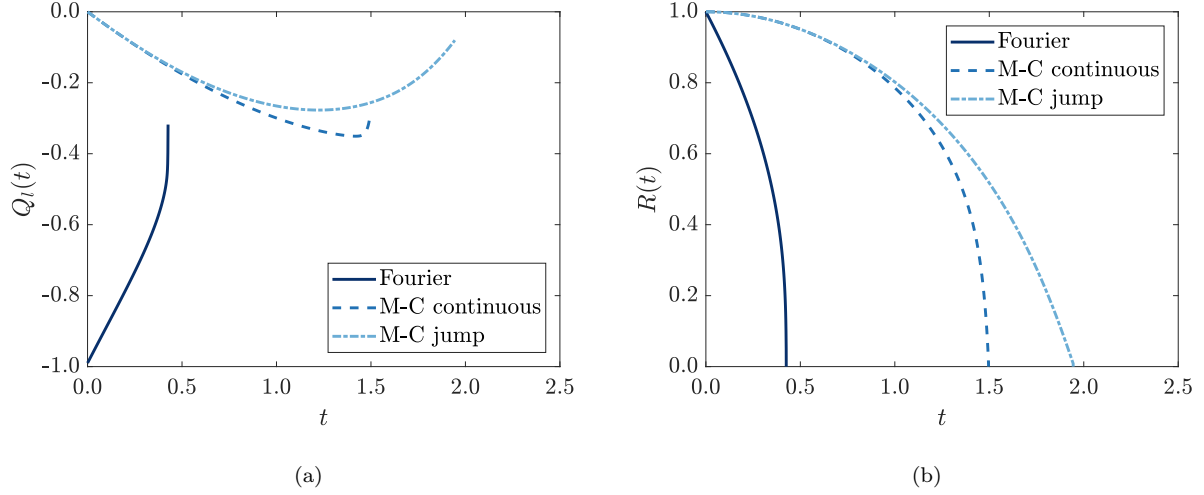 0.0
-0.2
-0.4
-0.6
-0.8
-1.0
Q_l(t)
0.0 0.5 1.0 1.5 2.0 2.5
t
Fourier
M-C continuous
M-C jump
(a)
1.0
0.8
0.6
0.4
0.2
0.0
R(t)
0.0 0.5 1.0 1.5 2.0 2.5
t
Fourier
M-C continuous
M-C jump
(b)